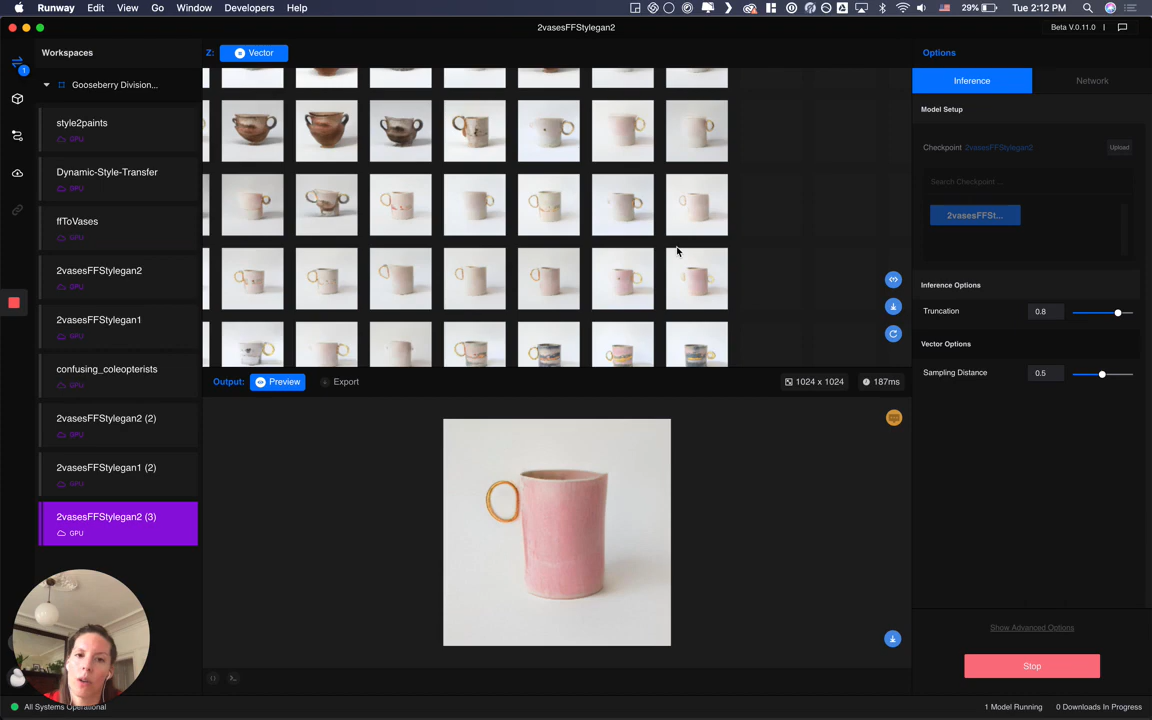 Runway File Edit View Go Window Developers Help 29% Tue 2:12 PM
2vasesFFStylegan2
Beta V.0.11.0
Workspaces
1
Gooseberry Division...
style2paints
GPU
Dynamic-Style-Transfer
GPU
ffToVases
GPU
2vasesFFStylegan2
GPU
2vasesFFStylegan1
GPU
confusing_coleopterists
GPU
2vasesFFStylegan2 (2)
GPU
2vasesFFStylegan1 (2)
GPU
2vasesFFStylegan2 (3)
GPU
All Systems Operational
Z: Vector
Output: Preview Export
1024 x 1024 187ms
Options
Inference Network
Model Setup
Checkpoint 2vasesFFStylegan2 Upload
Search Checkpoint ...
2vasesFFSt...
Inference Options
Truncation 0.8
Vector Options
Sampling Distance 0.5
Show Advanced Options
Stop
1 Model Running 0 Downloads In Progress